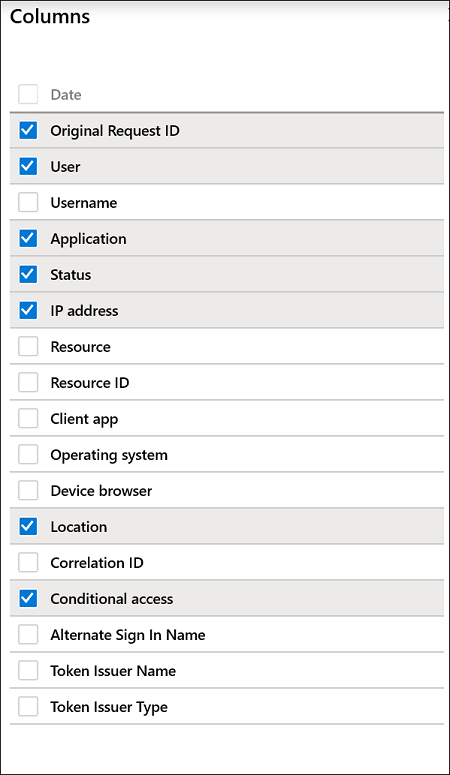 Columns
Date
Original Request ID
User
Username
Application
Status
IP address
Resource
Resource ID
Client app
Operating system
Device browser
Location
Correlation ID
Conditional access
Alternate Sign In Name
Token Issuer Name
Token Issuer Type